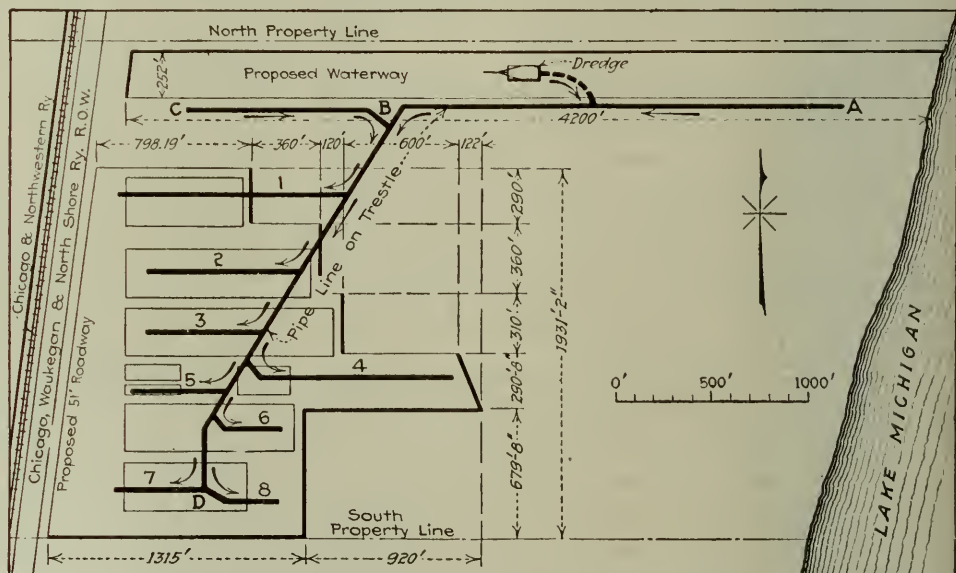 North Property Line
252'
Proposed Waterway
Dredge
C
B
A
4200'
798.19'
360'
120'
600'
122'
1
290'
2
360'
3
310'
1931'-2"
4
290'-8"
5
6
679'-8"
7
D
8
Pipe Line on Trestle
0'
500'
1000'
South
Property Line
1315'
920'
Chicago & Northwestern Ry
Chicago, Waukegan & North Shore Ry. R.O.W.
Proposed 51' Roadway
LAKE MICHIGAN